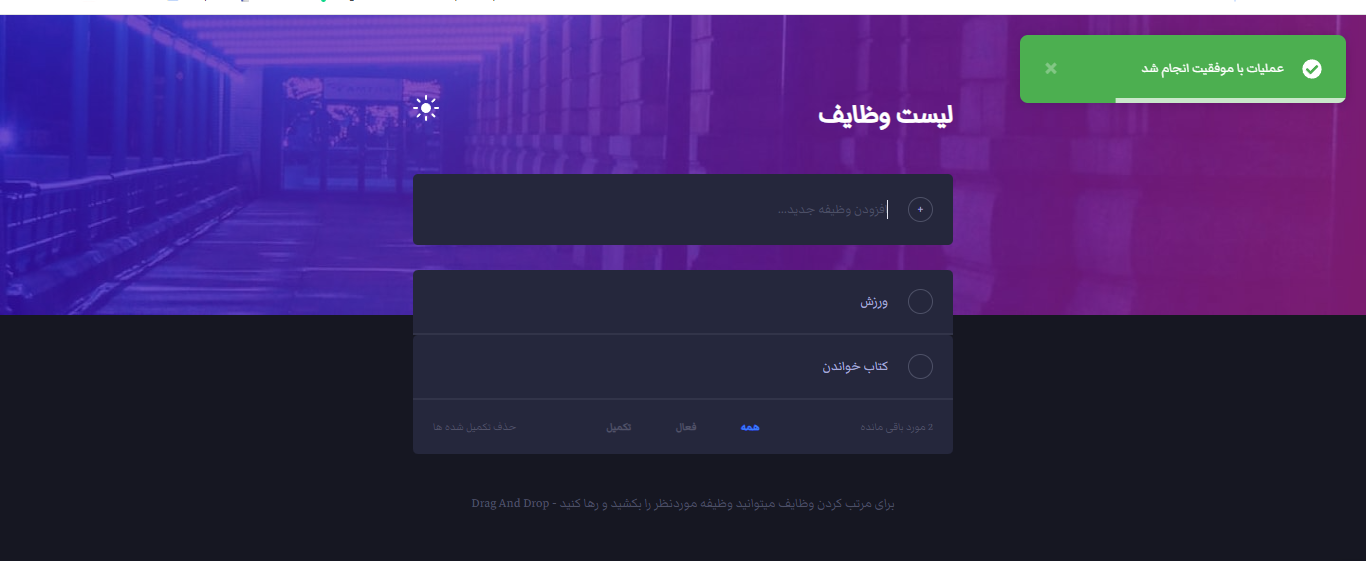 عملیات با موفقیت انجام شد
لیست وظایف
افزودن وظیفه جدید...
ورزش
کتاب خواندن
2 مورد باقی مانده همه فعال تکمیل حذف تکمیل شده ها
برای مرتب کردن وظایف میتوانید وظیفه موردنظر را بکشید و رها کنید - Drag And Drop